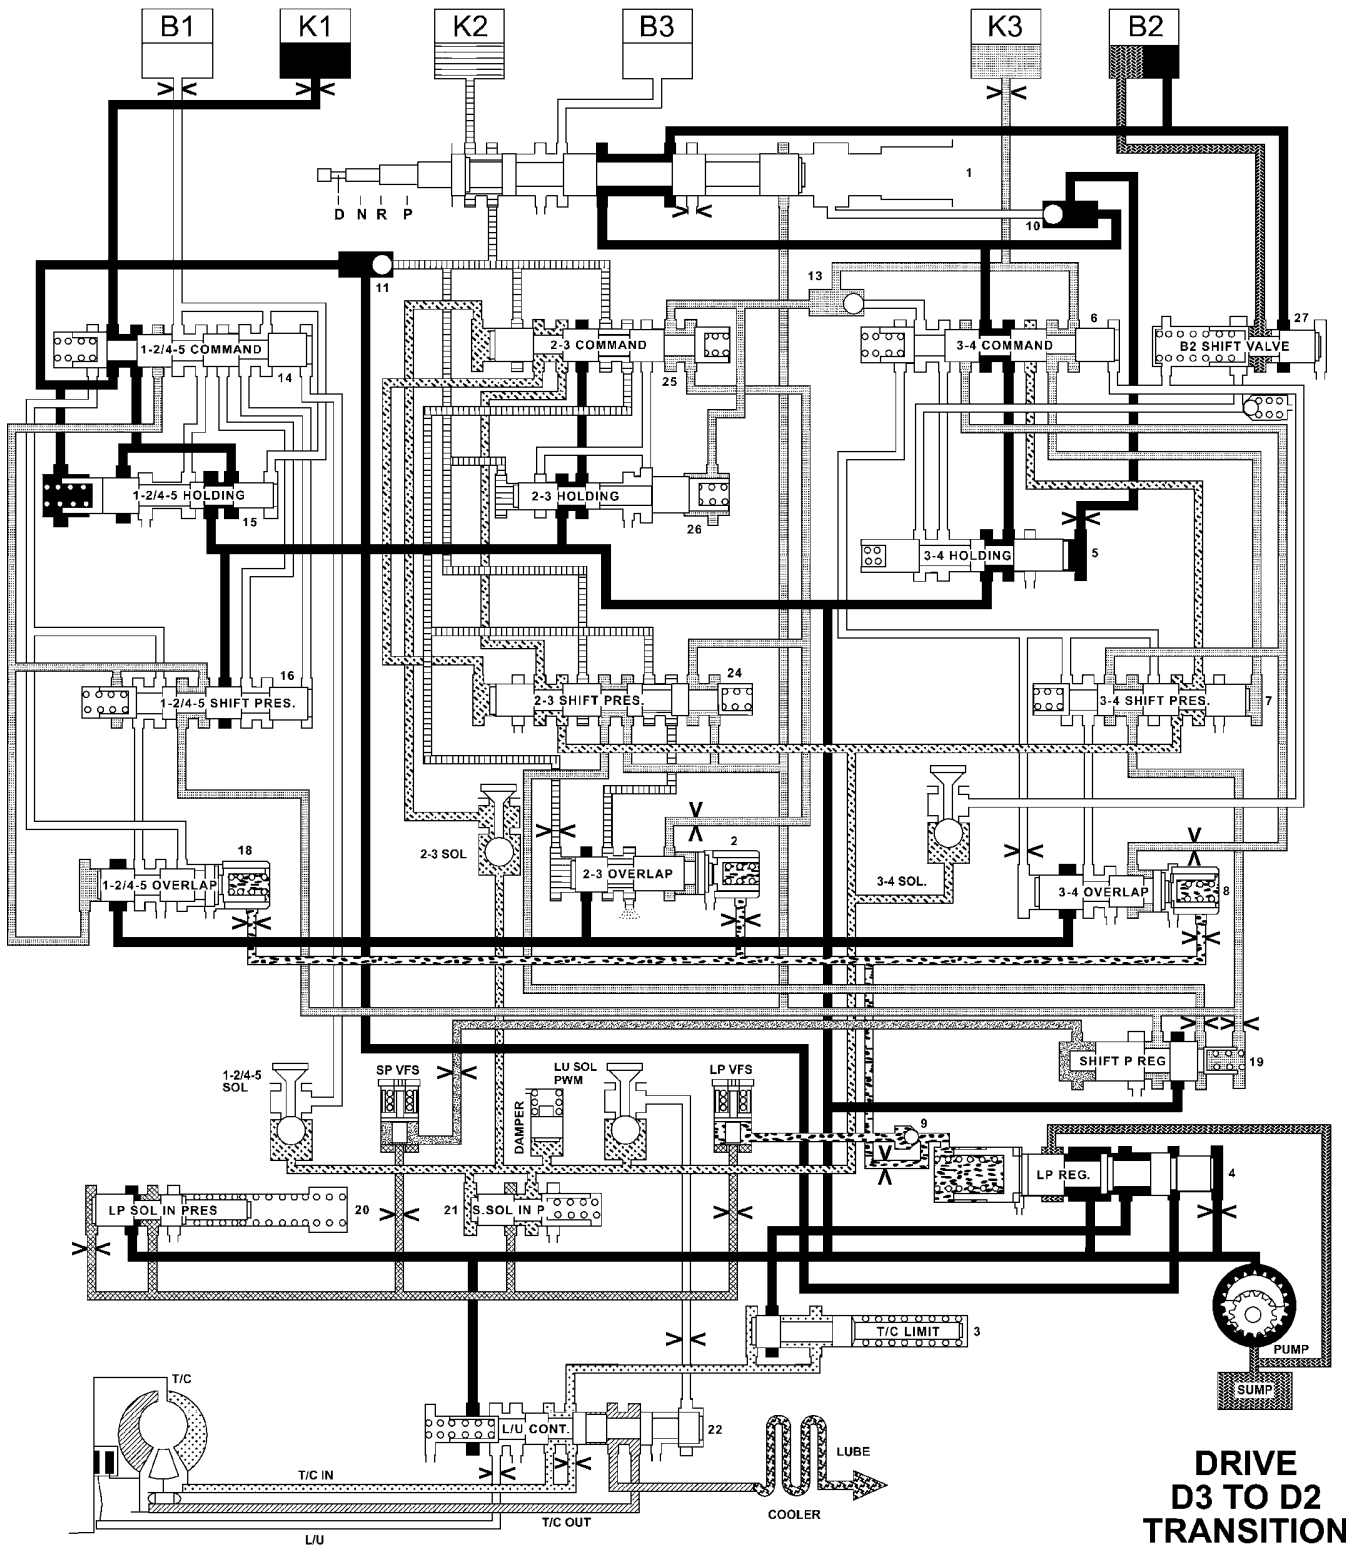 B1
K1
K2
B3
K3
B2
1
D N R P
10
11
13
6
27
1-2/4-5 COMMAND
2-3 COMMAND
3-4 COMMAND
B2 SHIFT VALVE
14
25
1-2/4-5 HOLDING
2-3 HOLDING
15
26
3-4 HOLDING
5
16
24
1-2/4-5 SHIFT PRES.
2-3 SHIFT PRES.
3-4 SHIFT PRES.
7
18
2-3 SOL
2
1-2/4-5 OVERLAP
2-3 OVERLAP
3-4 SOL.
3-4 OVERLAP
8
SHIFT P REG
19
1-2/4-5
SOL
SP VFS
LU SOL
PWM
LP VFS
DAMPER
9
LP REG.
4
LP SOL IN PRES
20
21
S.SOL IN P
T/C LIMIT
3
PUMP
SUMP
T/C
L/U CONT.
22
LUBE
T/C IN
COOLER
T/C OUT
L/U
DRIVE
D3 TO D2
TRANSITION